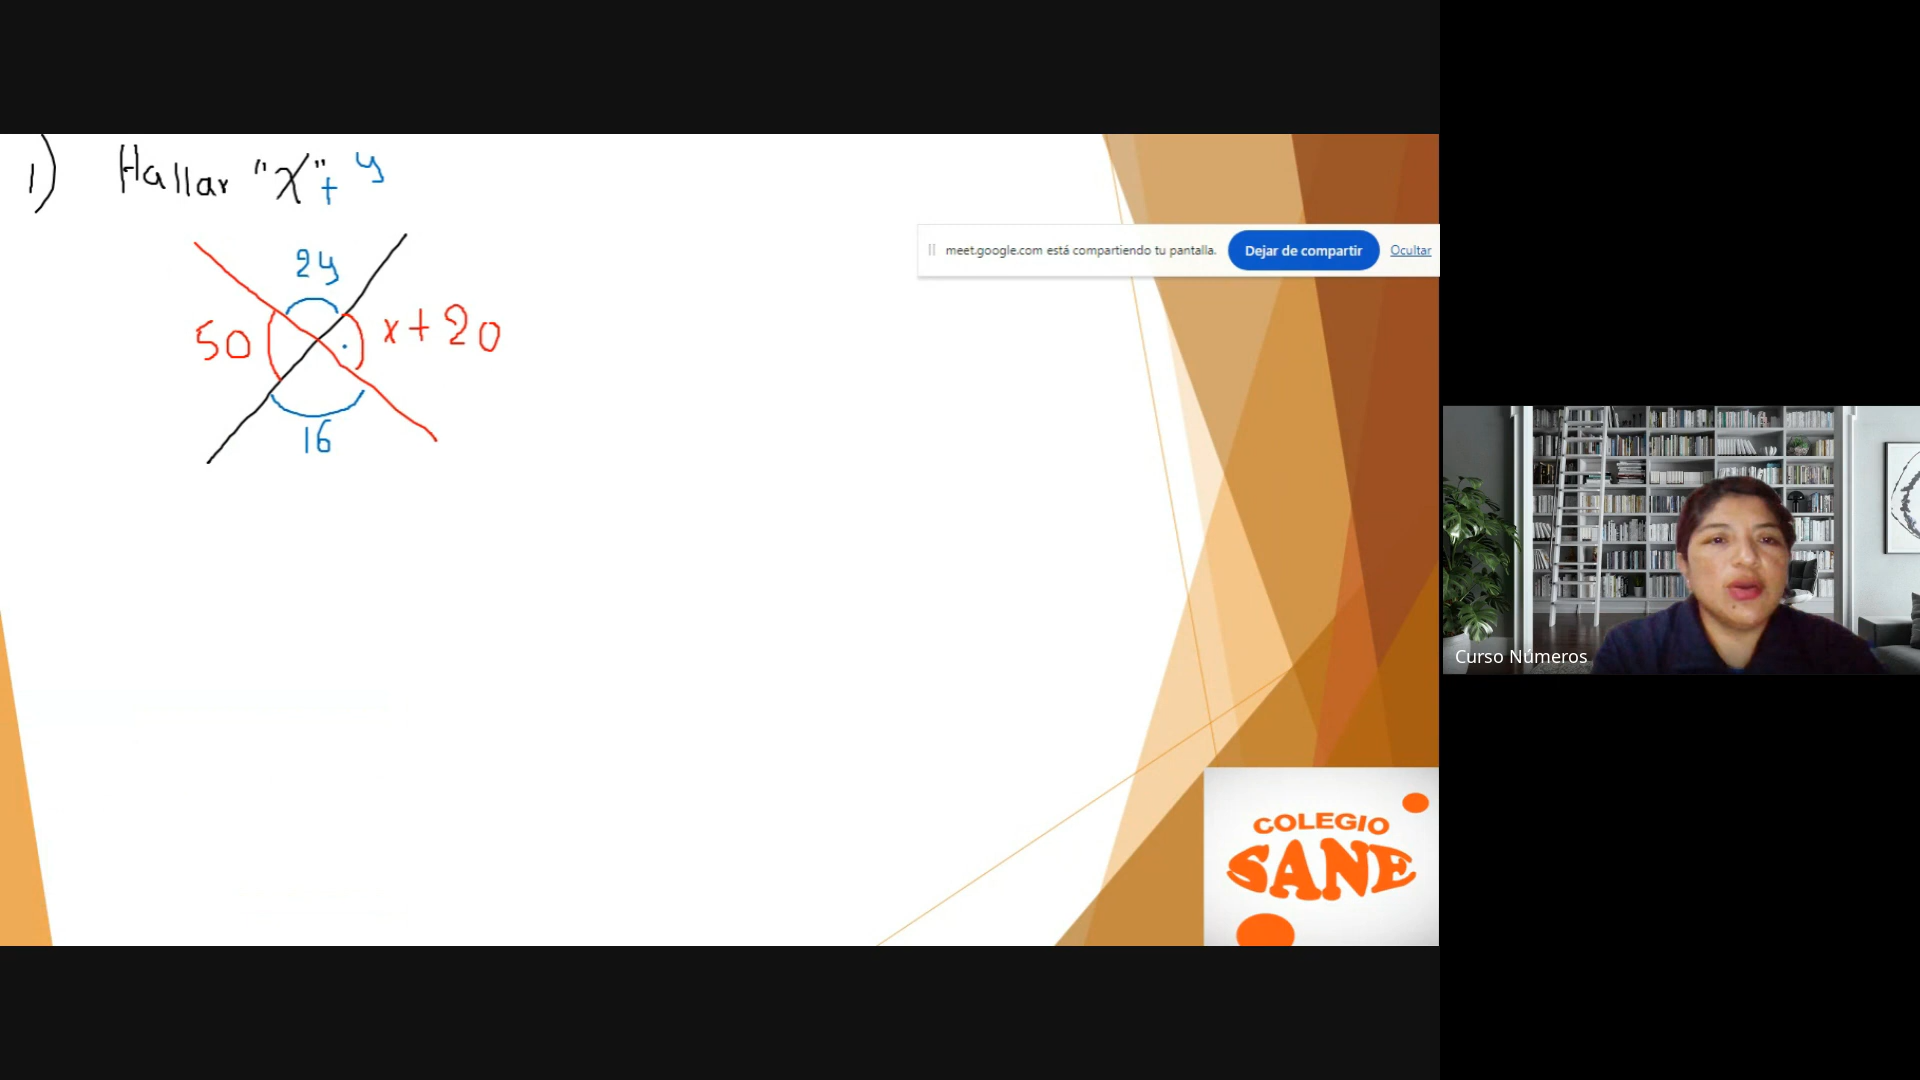 1) Hallar "x" + y
2y
50
x + 20
16
meet.google.com está compartiendo tu pantalla.
Dejar de compartir
Ocultar
Curso Números
COLEGIO
SANE